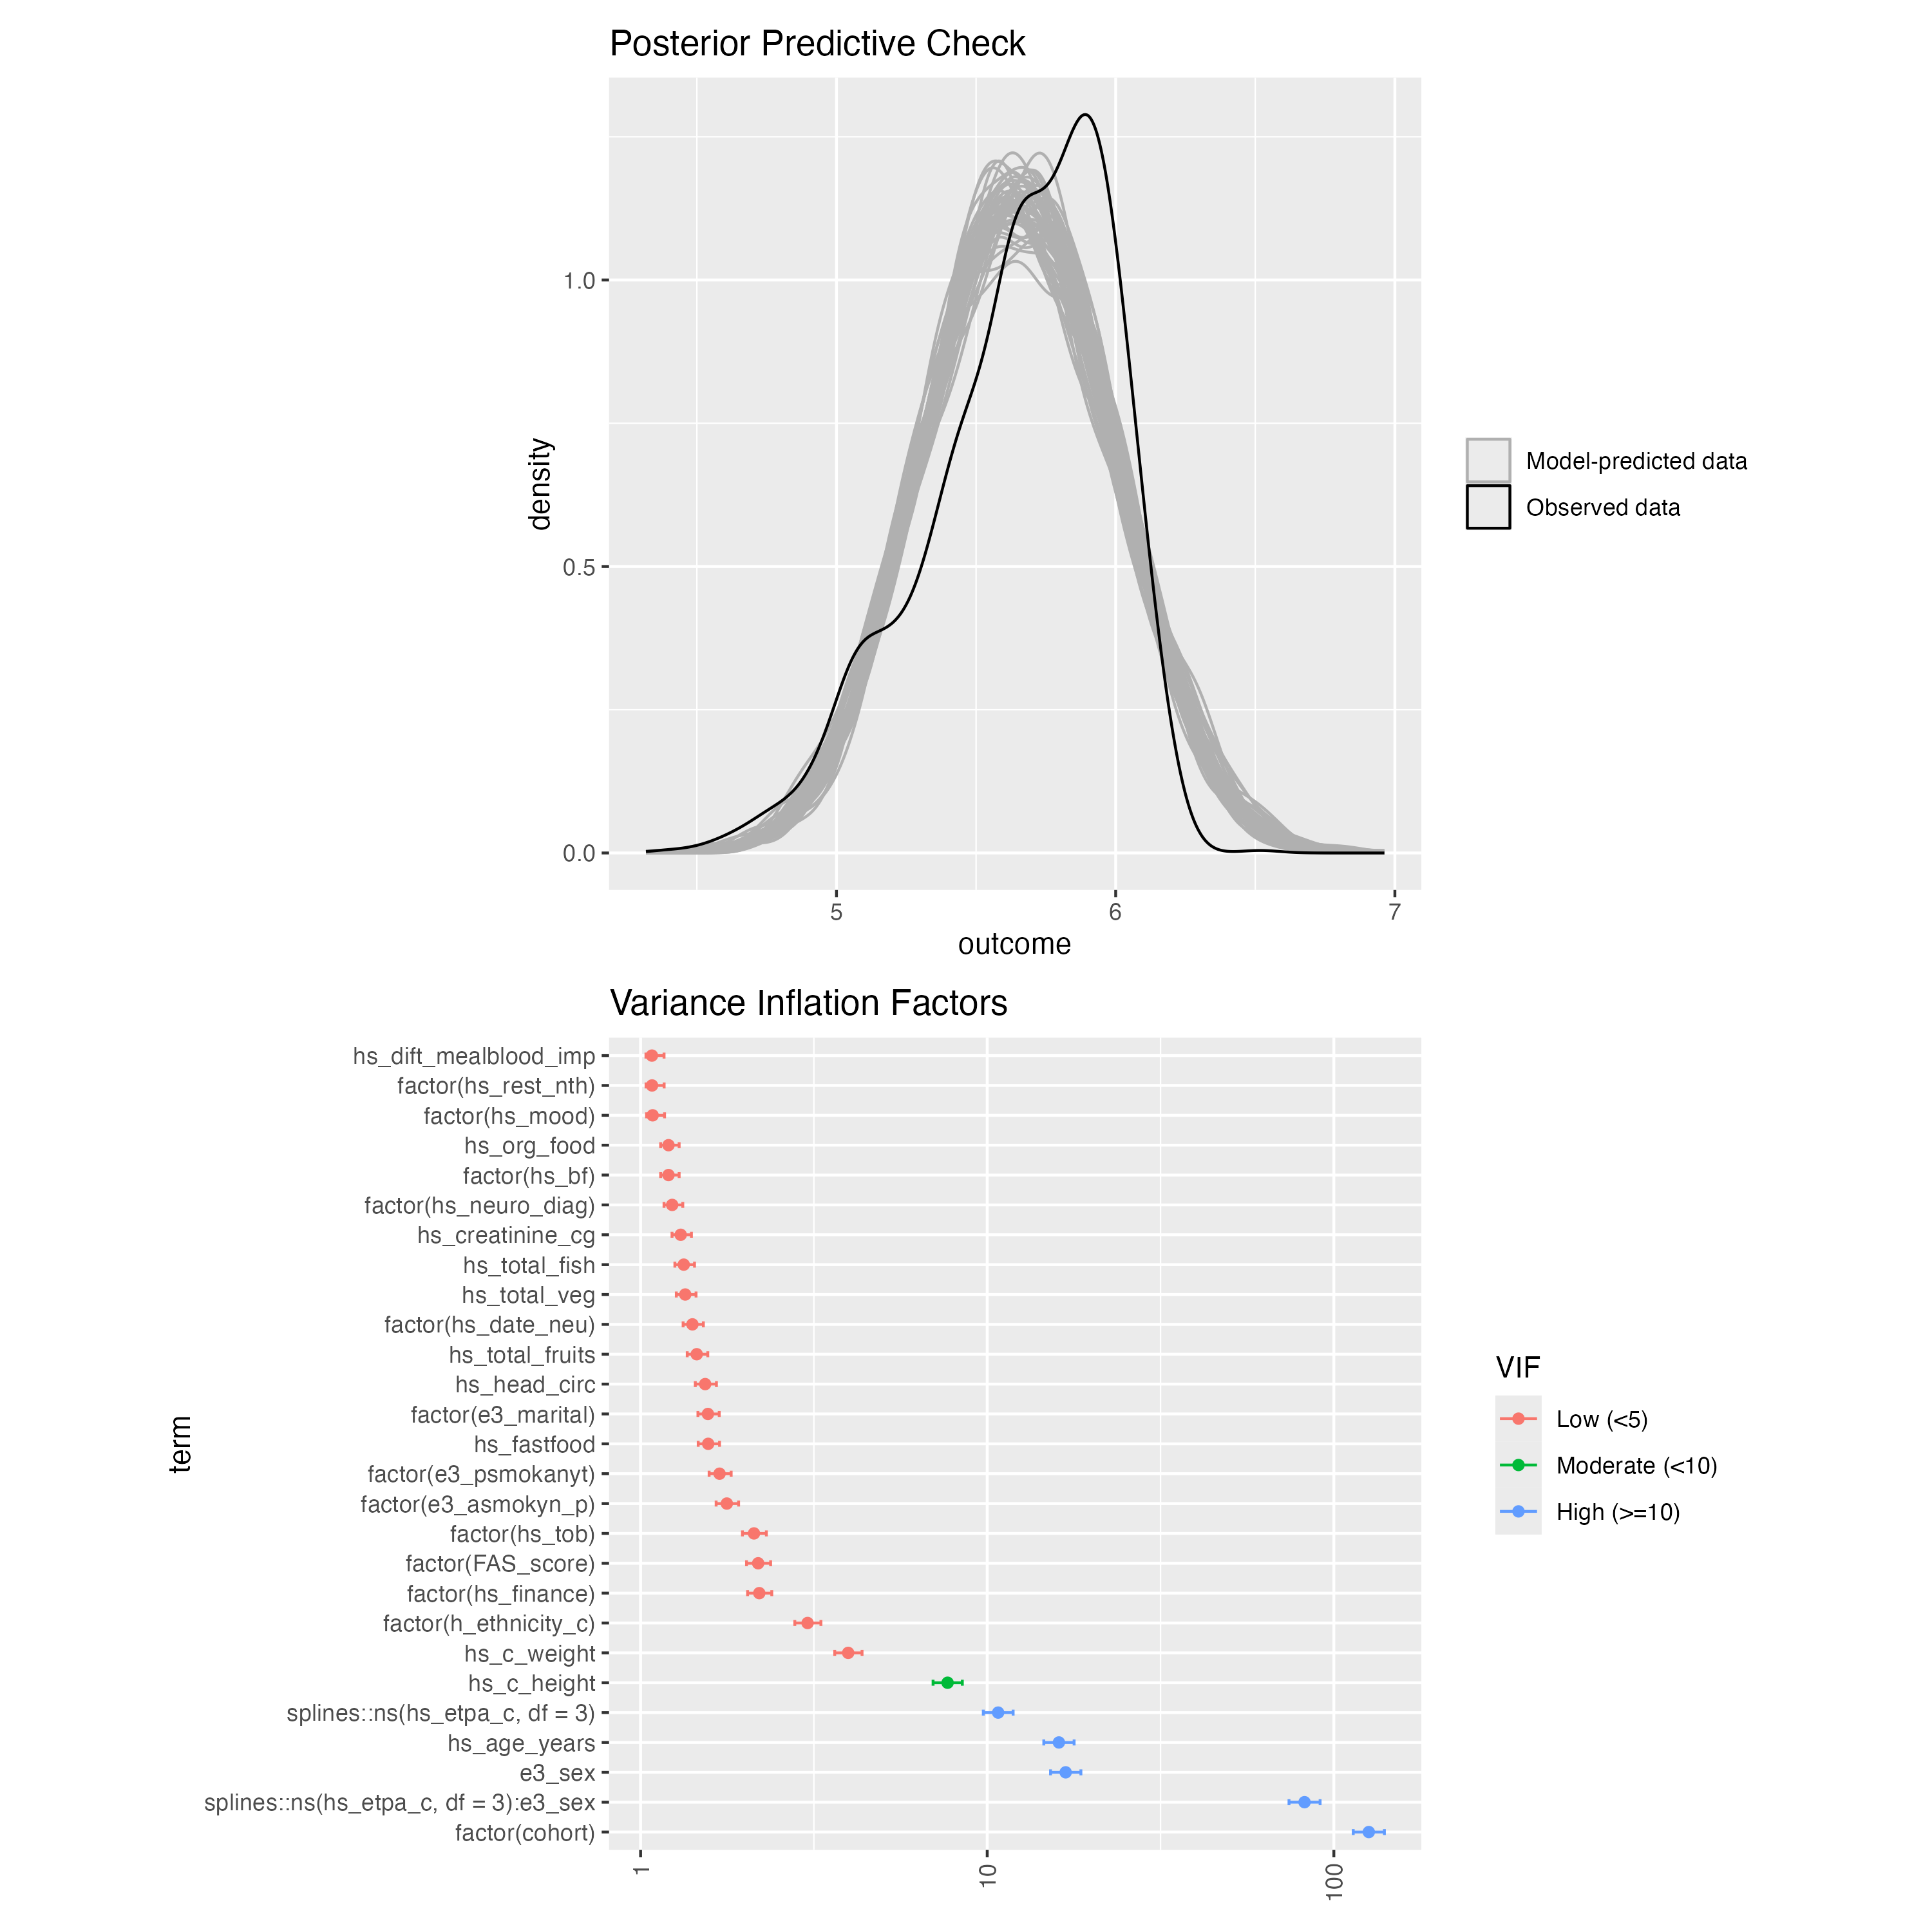 Posterior Predictive Check
density
1.0
0.5
0.0
5
6
7
outcome
Model-predicted data
Observed data
Variance Inflation Factors
term
hs_dift_mealblood_imp
factor(hs_rest_nth)
factor(hs_mood)
hs_org_food
factor(hs_bf)
factor(hs_neuro_diag)
hs_creatinine_cg
hs_total_fish
hs_total_veg
factor(hs_date_neu)
hs_total_fruits
hs_head_circ
factor(e3_marital)
hs_fastfood
factor(e3_psmokanyt)
factor(e3_asmokyn_p)
factor(hs_tob)
factor(FAS_score)
factor(hs_finance)
factor(h_ethnicity_c)
hs_c_weight
hs_c_height
splines::ns(hs_etpa_c, df = 3)
hs_age_years
e3_sex
splines::ns(hs_etpa_c, df = 3):e3_sex
factor(cohort)
1
10
100
VIF
Low (<5)
Moderate (<10)
High (>=10)